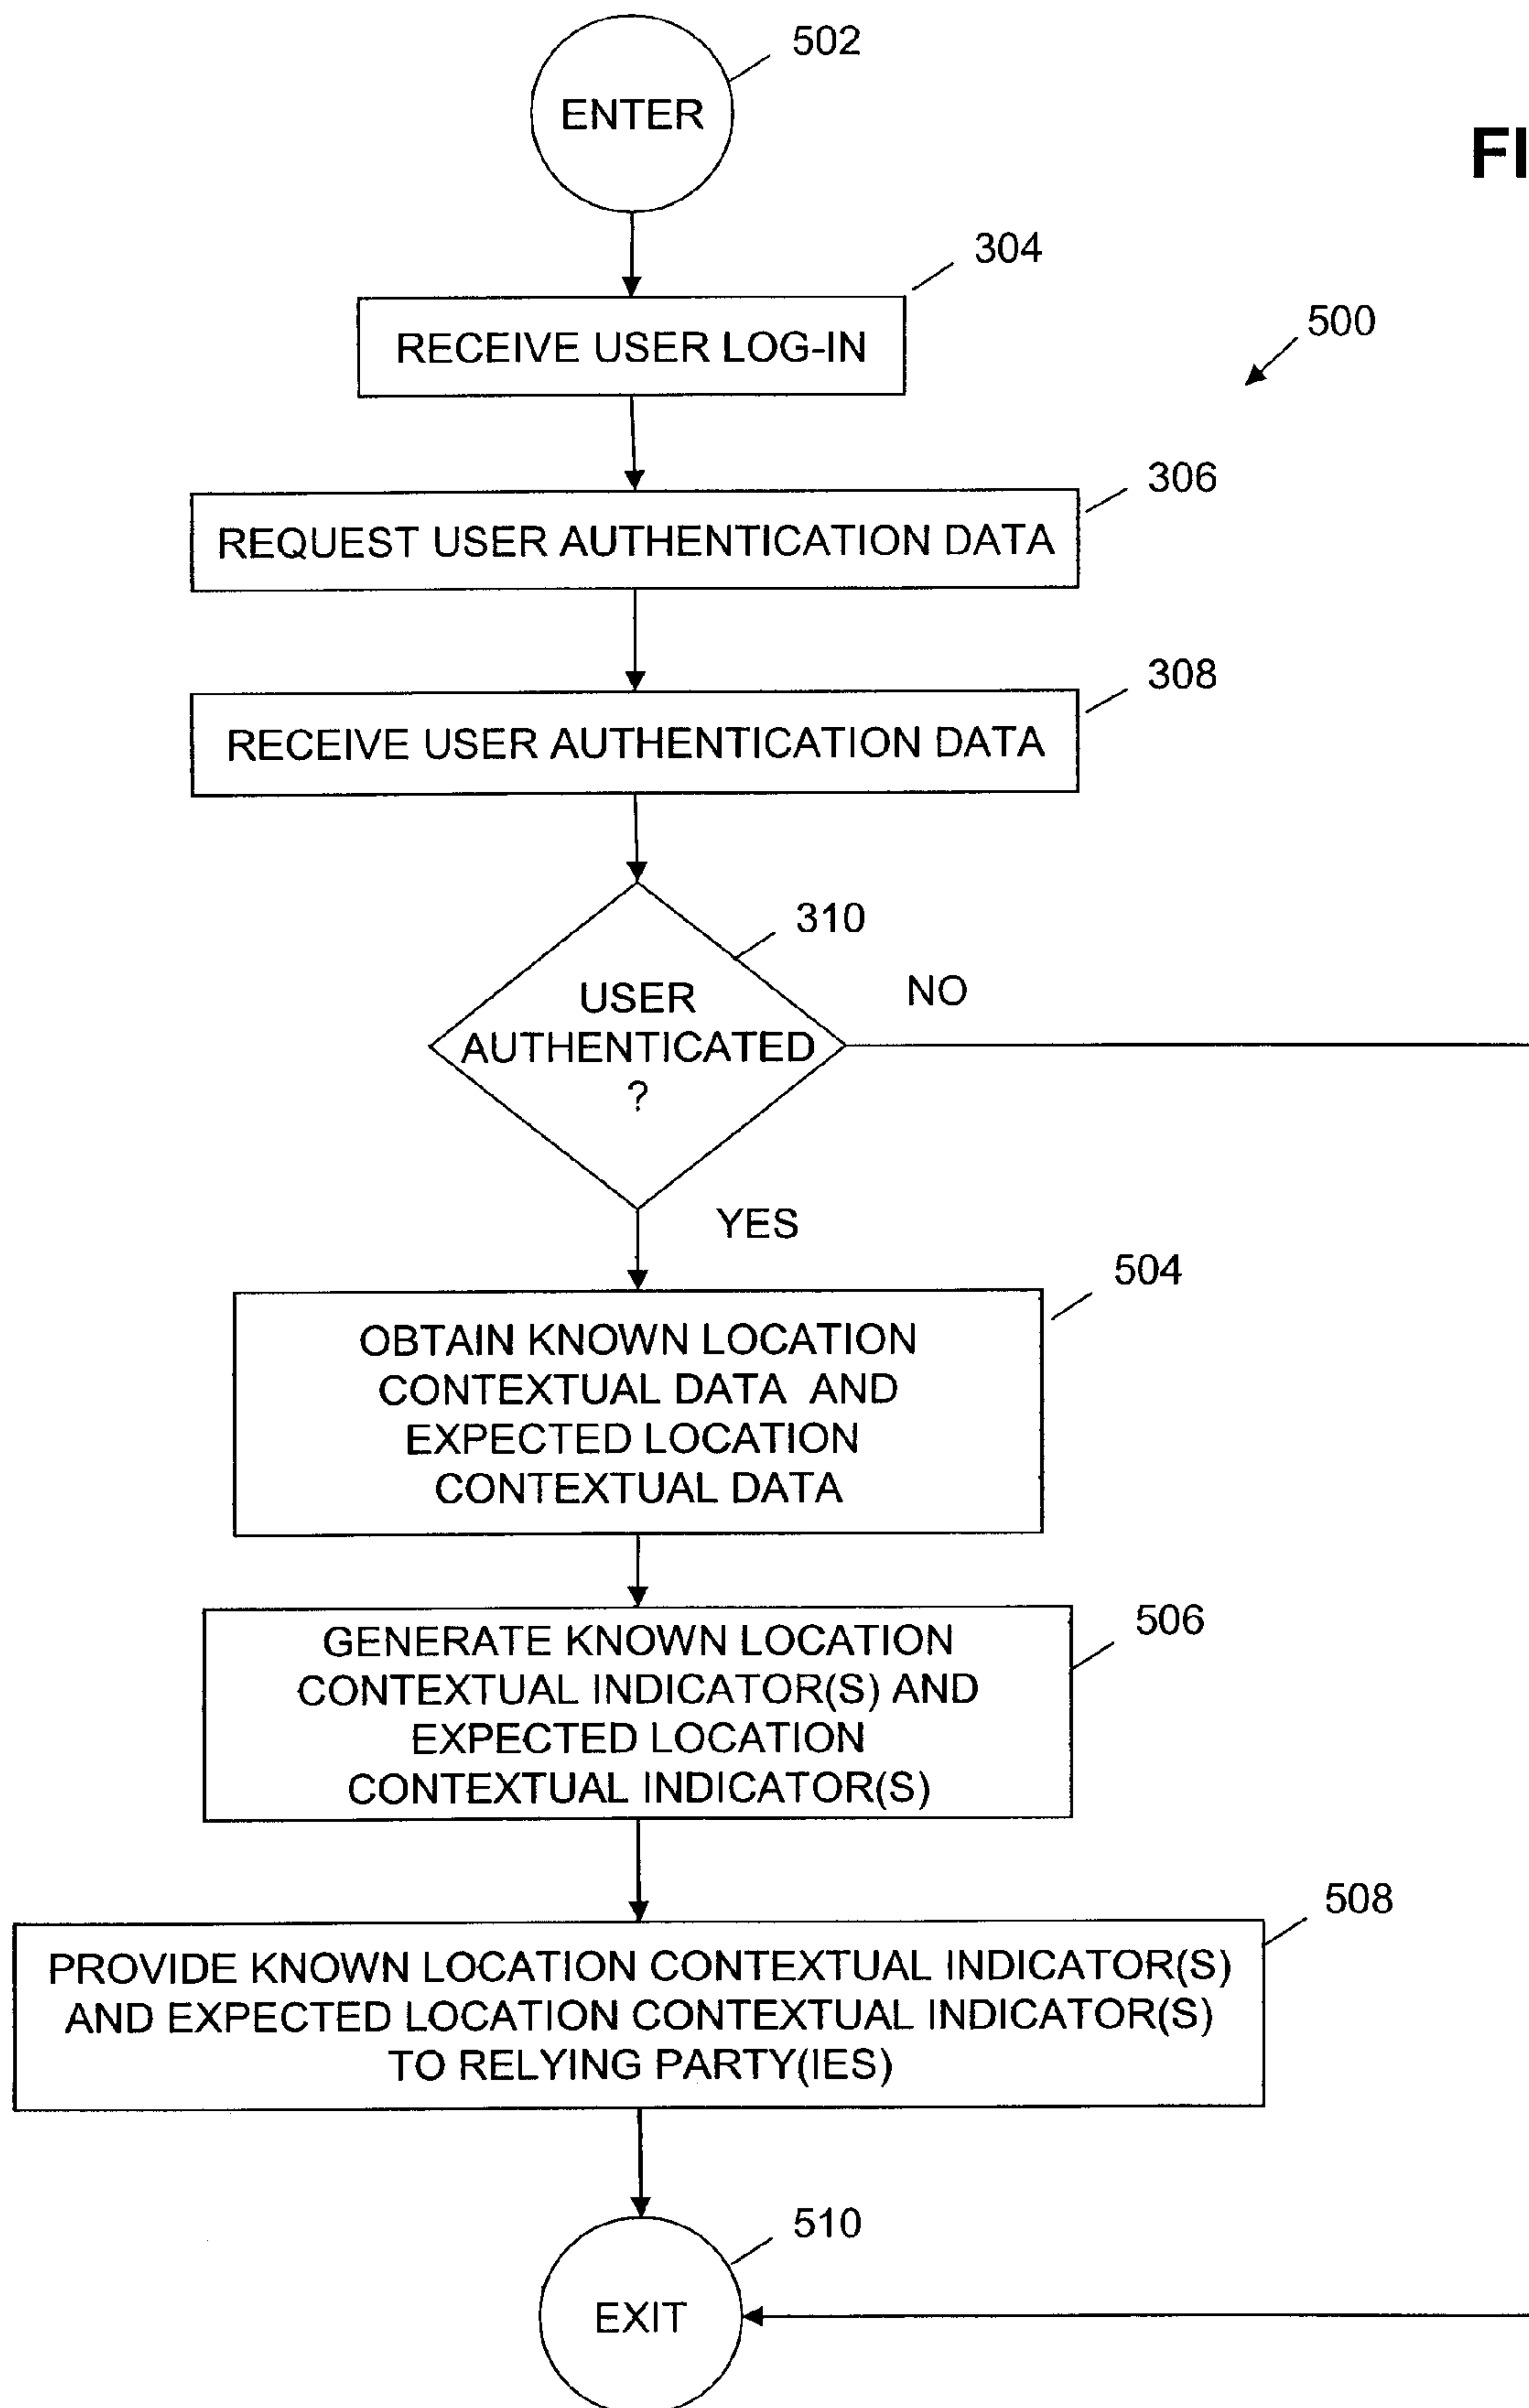 502
ENTER
FI
304
RECEIVE USER LOG-IN
500
306
REQUEST USER AUTHENTICATION DATA
308
RECEIVE USER AUTHENTICATION DATA
310
USER
AUTHENTICATED
?
NO
YES
504
OBTAIN KNOWN LOCATION
CONTEXTUAL DATA AND
EXPECTED LOCATION
CONTEXTUAL DATA
506
GENERATE KNOWN LOCATION
CONTEXTUAL INDICATOR(S) AND
EXPECTED LOCATION
CONTEXTUAL INDICATOR(S)
508
PROVIDE KNOWN LOCATION CONTEXTUAL INDICATOR(S)
AND EXPECTED LOCATION CONTEXTUAL INDICATOR(S)
TO RELYING PARTY(IES)
510
EXIT